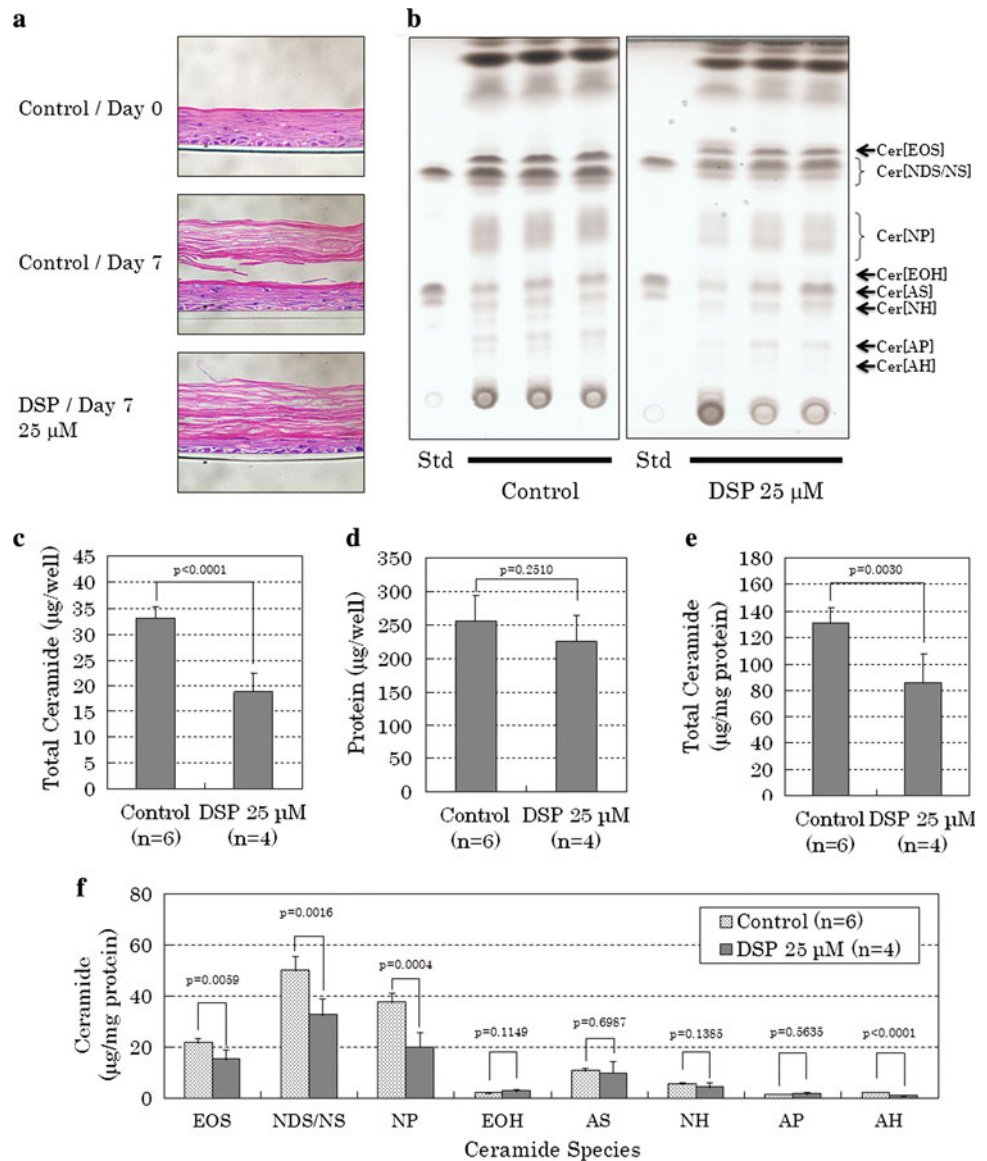 a
Control / Day 0
Control / Day 7
DSP / Day 7
25 µM
b
Cer[EOS]
Cer[NDS/NS]
Cer[NP]
Cer[EOH]
Cer[AS]
Cer[NH]
Cer[AP]
Cer[AH]
Std
Control
Std
DSP 25 µM
c
Total Ceramide (µg/well)
45
40
35
30
25
20
15
10
5
0
p<0.0001
Control
(n=6)
DSP 25 µM
(n=4)
d
Protein (µg/well)
350
300
250
200
150
100
50
0
p=0.2510
Control
(n=6)
DSP 25 µM
(n=4)
e
Total Ceramide
(µg/mg protein)
180
160
140
120
100
80
60
40
20
0
p=0.0030
Control
(n=6)
DSP 25 µM
(n=4)
f
Ceramide
(µg/mg protein)
80
60
40
20
0
p=0.0059
p=0.0016
p=0.0004
p=0.1149
p=0.6987
p=0.1385
p=0.5635
p<0.0001
Control (n=6)
DSP 25 µM (n=4)
EOS
NDS/NS
NP
EOH
AS
NH
AP
AH
Ceramide Species